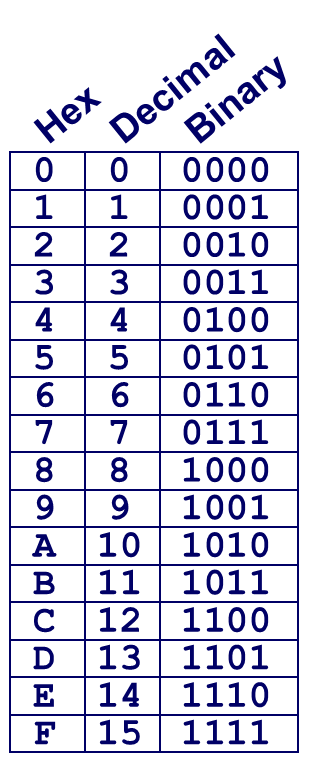 Hex Decimal Binary
0 0 0000
1 1 0001
2 2 0010
3 3 0011
4 4 0100
5 5 0101
6 6 0110
7 7 0111
8 8 1000
9 9 1001
A 10 1010
B 11 1011
C 12 1100
D 13 1101
E 14 1110
F 15 1111